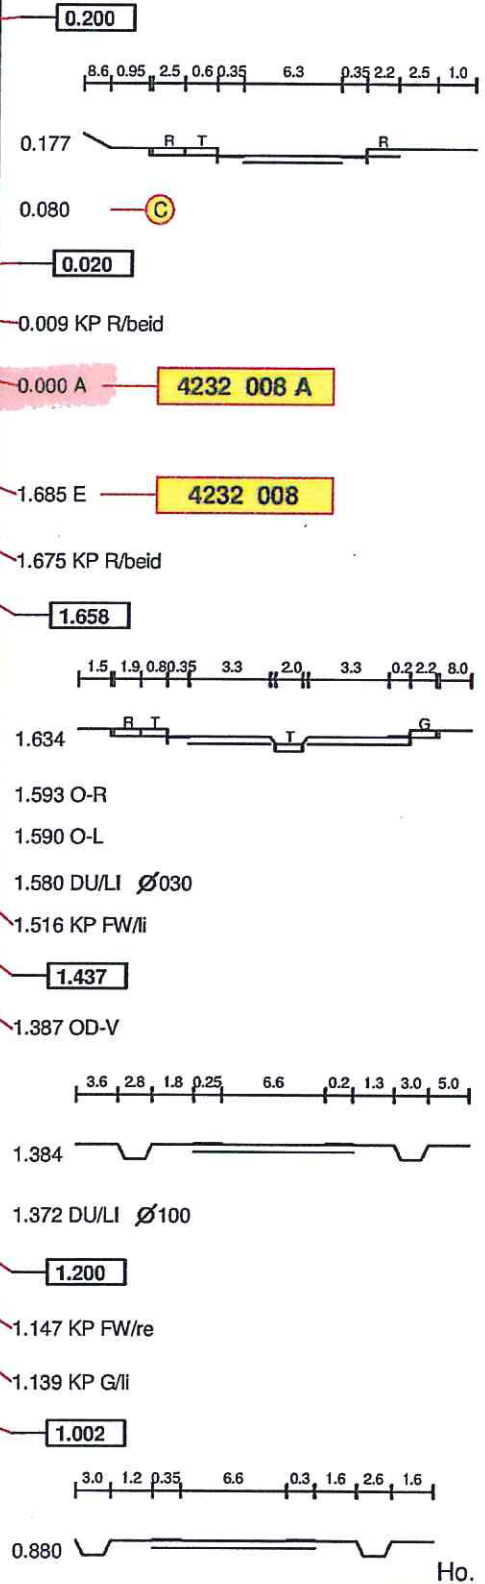 0.200
8.6 0.95 2.5 0.6 0.35 6.3 0.35 2.2 2.5 1.0
0.177 R T R
0.080 C
0.020
0.009 KP R/beid
0.000 A 4232 008 A
1.685 E 4232 008
1.675 KP R/beid
1.658
1.5 1.9 0.8 0.35 3.3 2.0 3.3 0.2 2.2 8.0
R T T G
1.634
1.593 O-R
1.590 O-L
1.580 DU/LI Ø030
1.516 KP FW/li
1.437
1.387 OD-V
3.6 2.8 1.8 0.25 6.6 0.2 1.3 3.0 5.0
1.384
1.372 DU/LI Ø100
1.200
1.147 KP FW/re
1.139 KP G/li
1.002
3.0 1.2 0.35 6.6 0.3 1.6 2.6 1.6
0.880
Ho.